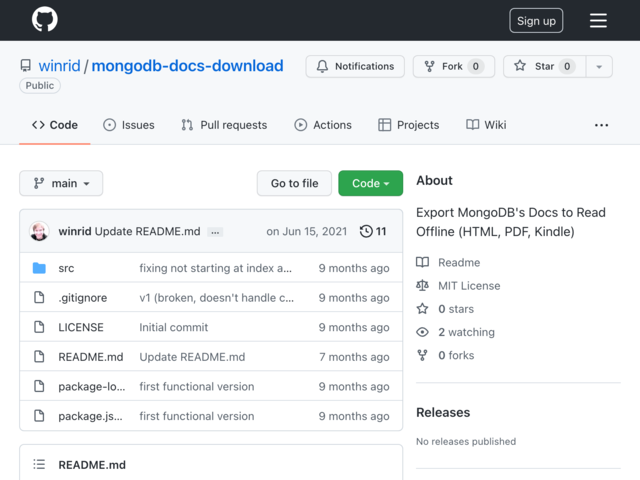 Sign up
winrid / mongodb-docs-download
Public
Notifications
Fork 0
Star 0
Code
Issues
Pull requests
Actions
Projects
Wiki
main
Go to file
Code
winrid Update README.md
on Jun 15, 2021
11
src fixing not starting at index a... 9 months ago
.gitignore v1 (broken, doesn't handle c... 9 months ago
LICENSE Initial commit 9 months ago
README.md Update README.md 7 months ago
package-lo... first functional version 9 months ago
package.js... first functional version 9 months ago
README.md
About
Export MongoDB's Docs to Read
Offline (HTML, PDF, Kindle)
Readme
MIT License
0 stars
2 watching
0 forks
Releases
No releases published